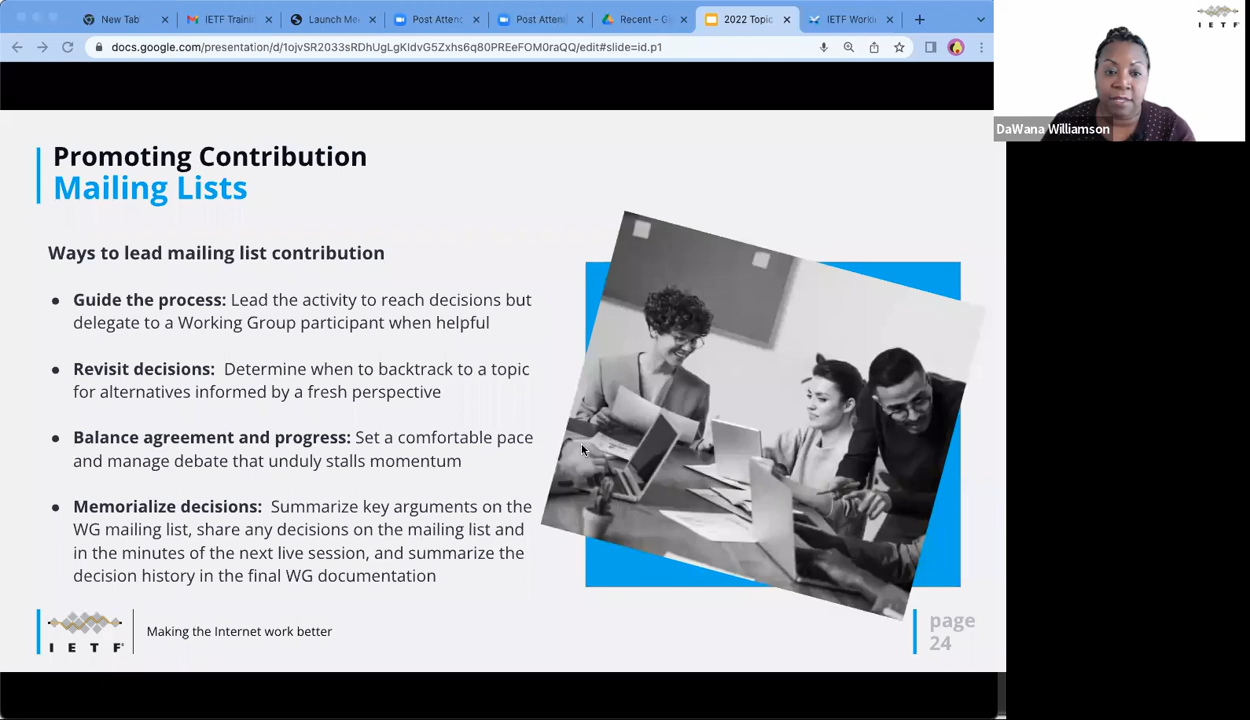 New Tab
IETF Traini
Launch Me
Post Atten
Post Atten
Recent - G
2022 Topic
IETF Worki
docs.google.com/presentation/d/1ojvSR2033sRDhUgLgKIdvG5Zxhs6q80PREeFOM0raQQ/edit#slide=id.p1
IETF
DaWana Williamson
Promoting Contribution
Mailing Lists
Ways to lead mailing list contribution
● Guide the process: Lead the activity to reach decisions but
delegate to a Working Group participant when helpful
● Revisit decisions: Determine when to backtrack to a topic
for alternatives informed by a fresh perspective
● Balance agreement and progress: Set a comfortable pace
and manage debate that unduly stalls momentum
● Memorialize decisions: Summarize key arguments on the
WG mailing list, share any decisions on the mailing list and
in the minutes of the next live session, and summarize the
decision history in the final WG documentation
IETF
Making the Internet work better
page
24